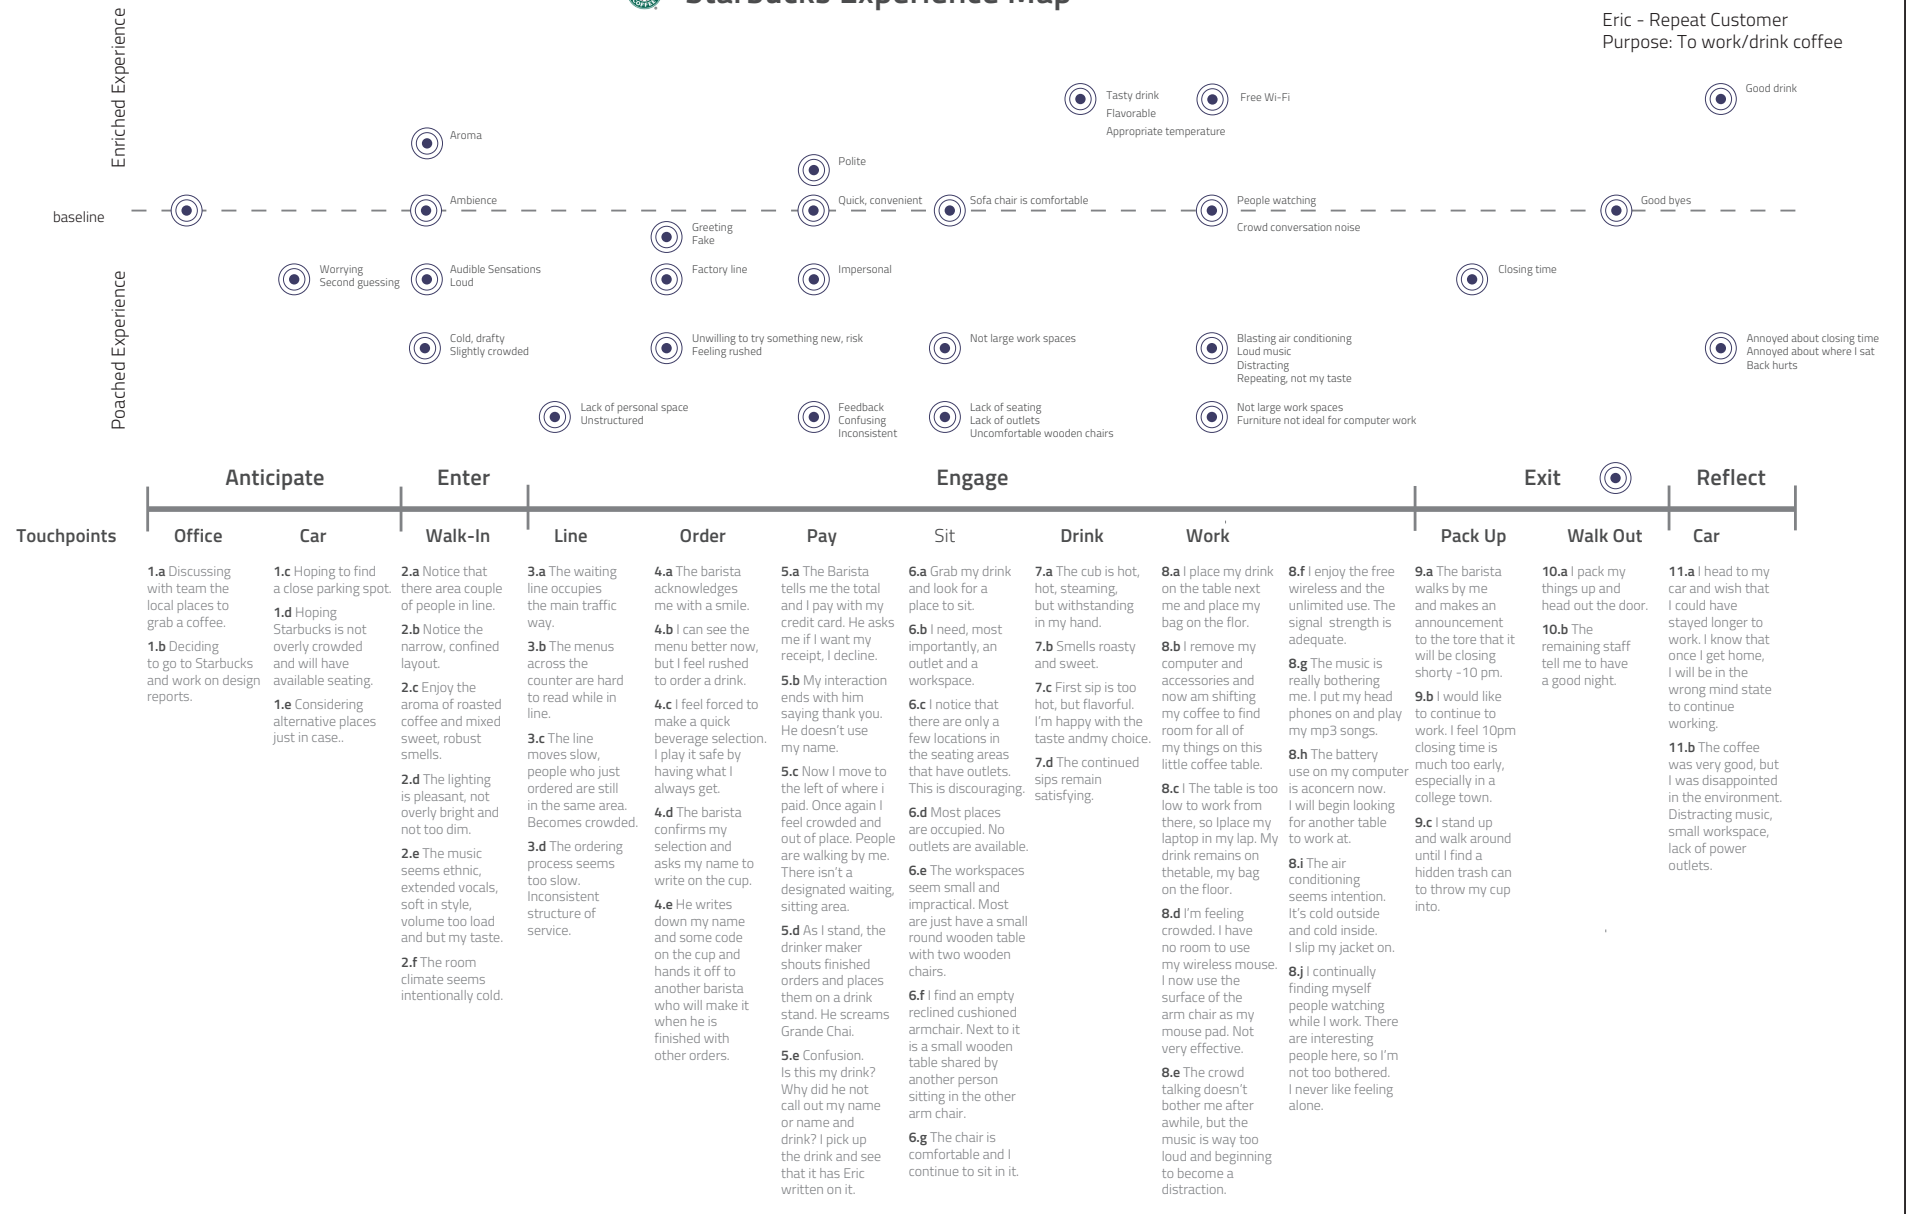 COFFEE
Starbucks Experience Map
Eric - Repeat Customer
Purpose: To work/drink coffee
Enriched Experience
baseline
Poached Experience
Aroma
Ambience
Worrying
Second guessing
Audible Sensations
Loud
Cold, drafty
Slightly crowded
Lack of personal space
Unstructured
Greeting
Fake
Factory line
Unwilling to try something new, risk
Feeling rushed
Polite
Quick, convenient
Impersonal
Feedback
Confusing
Inconsistent
Sofa chair is comfortable
Not large work spaces
Lack of seating
Lack of outlets
Uncomfortable wooden chairs
Tasty drink
Flavorable
Appropriate temperature
Free Wi-Fi
People watching
Crowd conversation noise
Blasting air conditioning
Loud music
Distracting
Repeating, not my taste
Not large work spaces
Furniture not ideal for computer work
Closing time
Good byes
Good drink
Annoyed about closing time
Annoyed about where I sat
Back hurts
Anticipate
Enter
Engage
Exit
Reflect
Touchpoints
Office
Car
Walk-In
Line
Order
Pay
Sit
Drink
Work
Pack Up
Walk Out
Car
1.a Discussing
with team the
local places to
grab a coffee.
1.b Deciding
to go to Starbucks
and work on design
reports.
1.c Hoping to find
a close parking spot.
1.d Hoping
Starbucks is not
overly crowded
and will have
available seating.
1.e Considering
alternative places
just in case..
2.a Notice that
there area couple
of people in line.
2.b Notice the
narrow, confined
layout.
2.c Enjoy the
aroma of roasted
coffee and mixed
sweet, robust
smells.
2.d The lighting
is pleasant, not
overly bright and
not too dim.
2.e The music
seems ethnic,
extended vocals,
soft in style,
volume too load
and but my taste.
2.f The room
climate seems
intentionally cold.
3.a The waiting
line occupies
the main traffic
way.
3.b The menus
across the
counter are hard
to read while in
line.
3.c The line
moves slow,
people who just
ordered are still
in the same area.
Becomes crowded.
3.d The ordering
process seems
too slow.
Inconsistent
structure of
service.
4.a The barista
acknowledges
me with a smile.
4.b I can see the
menu better now,
but I feel rushed
to order a drink.
4.c I feel forced to
make a quick
beverage selection.
I play it safe by
having what I
always get.
4.d The barista
confirms my
selection and
asks my name to
write on the cup.
4.e He writes
down my name
and some code
on the cup and
hands it off to
another barista
who will make it
when he is
finished with
other orders.
5.a The Barista
tells me the total
and I pay with my
credit card. He asks
me if I want my
receipt, I decline.
5.b My interaction
ends with him
saying thank you.
He doesn't use
my name.
5.c Now I move to
the left of where i
paid. Once again I
feel crowded and
out of place. People
are walking by me.
There isn't a
designated waiting,
sitting area.
5.d As I stand, the
drinker maker
shouts finished
orders and places
them on a drink
stand. He screams
Grande Chai.
5.e Confusion.
Is this my drink?
Why did he not
call out my name
or name and
drink? I pick up
the drink and see
that it has Eric
written on it.
6.a Grab my drink
and look for a
place to sit.
6.b I need, most
importantly, an
outlet and a
workspace.
6.c I notice that
there are only a
few locations in
the seating areas
that have outlets.
This is discouraging.
6.d Most places
are occupied. No
outlets are available.
6.e The workspaces
seem small and
impractical. Most
are just have a small
round wooden table
with two wooden
chairs.
6.f I find an empty
reclined cushioned
armchair. Next to it
is a small wooden
table shared by
another person
sitting in the other
arm chair.
6.g The chair is
comfortable and I
continue to sit in it.
7.a The cub is hot,
hot, steaming,
but withstanding
in my hand.
7.b Smells roasty
and sweet.
7.c First sip is too
hot, but flavorful.
I'm happy with the
taste andmy choice.
7.d The continued
sips remain
satisfying.
8.a I place my drink
on the table next
me and place my
bag on the flor.
8.b I remove my
computer and
accessories and
now am shifting
my coffee to find
room for all of
my things on this
little coffee table.
8.c I The table is too
low to work from
there, so Iplace my
laptop in my lap. My
drink remains on
thetable, my bag
on the floor.
8.d I'm feeling
crowded. I have
no room to use
my wireless mouse.
I now use the
surface of the
arm chair as my
mouse pad. Not
very effective.
8.e The crowd
talking doesn't
bother me after
awhile, but the
music is way too
loud and beginning
to become a
distraction.
8.f I enjoy the free
wireless and the
unlimited use. The
signal strength is
adequate.
8.g The music is
really bothering
me. I put my head
phones on and play
my mp3 songs.
8.h The battery
use on my computer
is aconcern now.
I will begin looking
for another table
to work at.
8.i The air
conditioning
seems intention.
It's cold outside
and cold inside.
I slip my jacket on.
8.j I continually
finding myself
people watching
while I work. There
are interesting
people here, so I'm
not too bothered.
I never like feeling
alone.
9.a The barista
walks by me
and makes an
announcement
to the tore that it
will be closing
shorty -10 pm.
9.b I would like
to continue to
work. I feel 10pm
closing time is
much too early,
especially in a
college town.
9.c I stand up
and walk around
until I find a
hidden trash can
to throw my cup
into.
10.a I pack my
things up and
head out the door.
10.b The
remaining staff
tell me to have
a good night.
11.a I head to my
car and wish that
I could have
stayed longer to
work. I know that
once I get home,
I will be in the
wrong mind state
to continue
working.
11.b The coffee
was very good, but
I was disappointed
in the environment.
Distracting music,
small workspace,
lack of power
outlets.